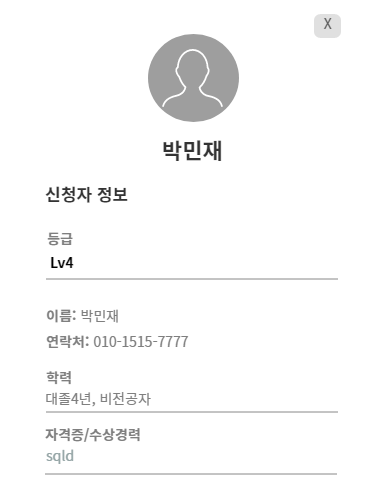 X
박민재
신청자 정보
등급
Lv4
이름: 박민재
연락처: 010-1515-7777
학력
대졸4년, 비전공자
자격증/수상경력
sqld